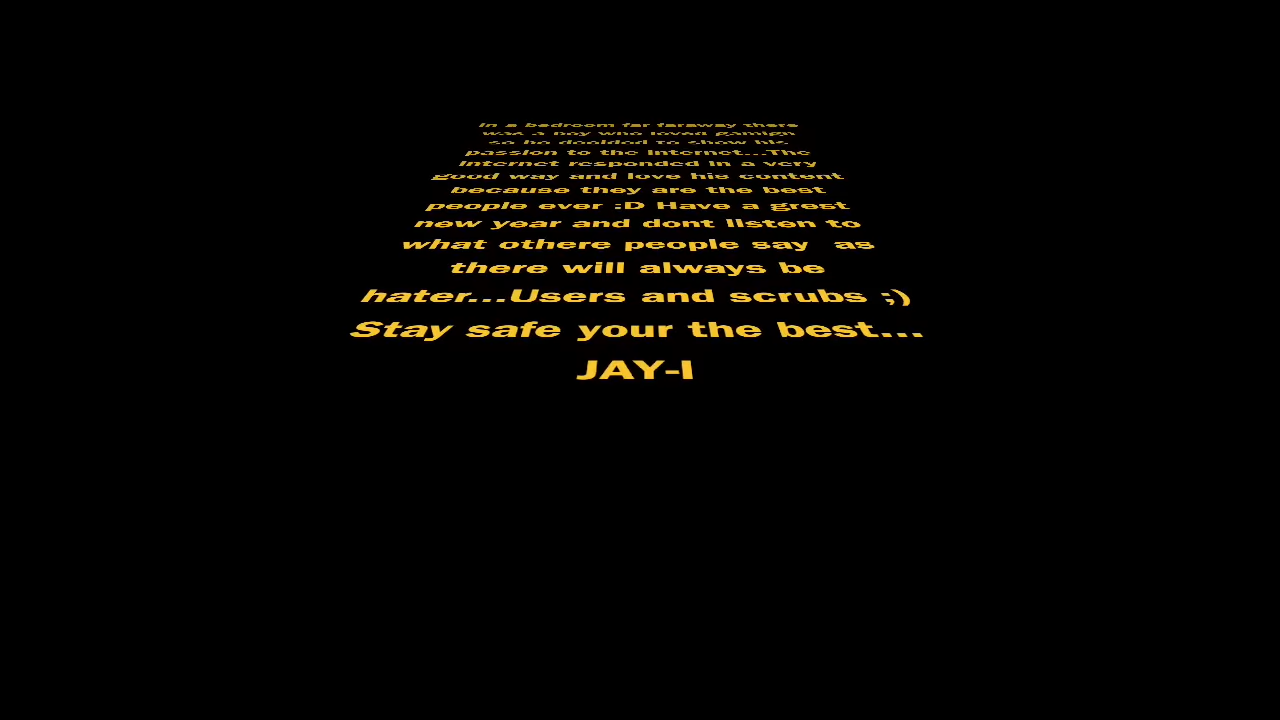 In a bedroom far faraway there
was a boy who loved gamign
so he decided To show his
passion to the internet...The
internet responded in a very
good way and love his content
because they are the best
people ever :D Have a grest
new year and dont listen to
what othere people say as
there will always be
hater...Users and scrubs ;)
Stay safe your the best...
JAY-I